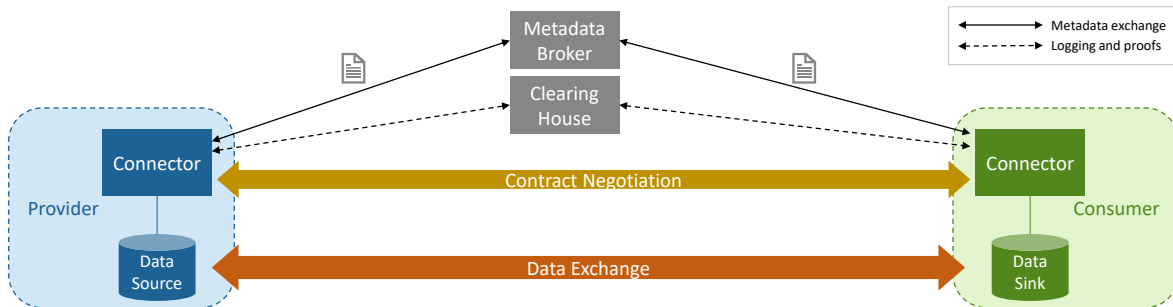 Metadata
Broker
Metadata exchange
Logging and proofs
Clearing
House
Connector
Connector
Contract Negotiation
Provider
Consumer
Data
Source
Data Exchange
Data
Sink